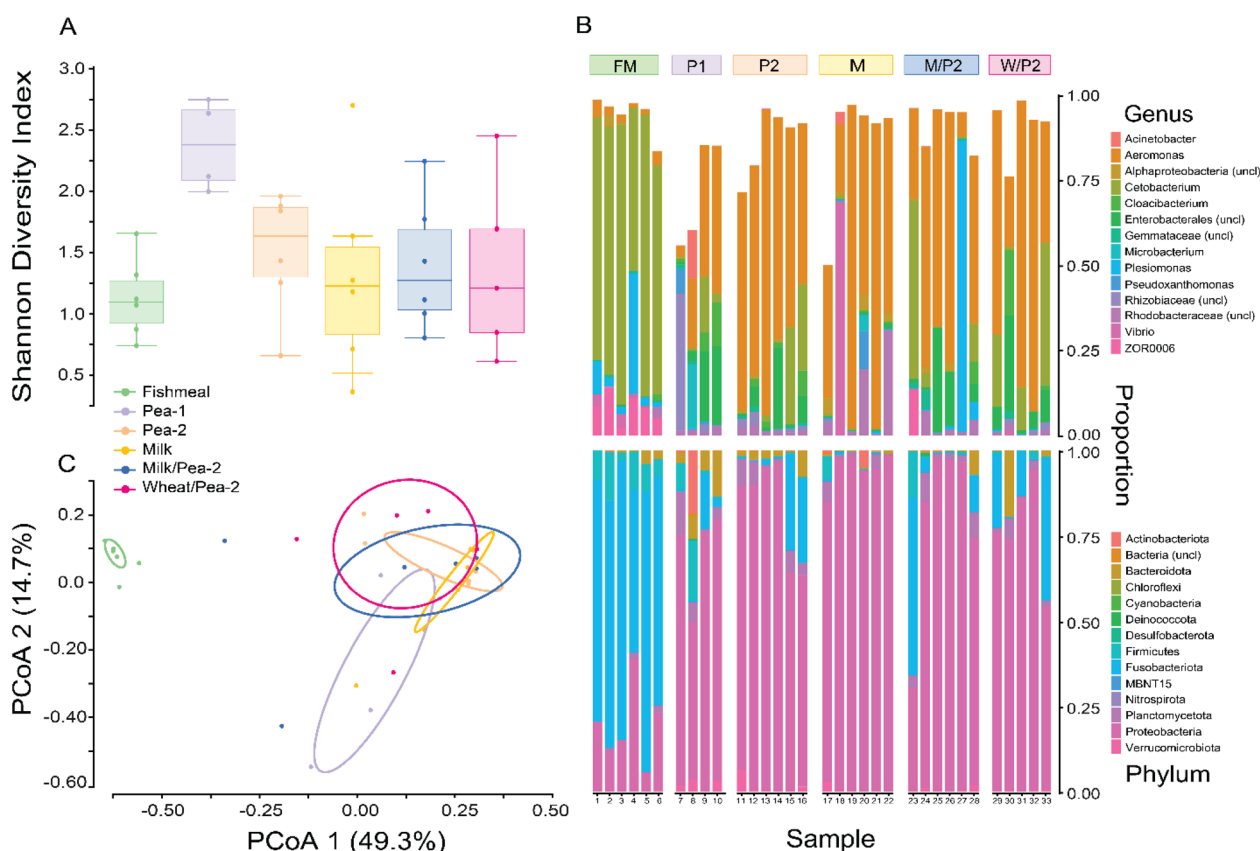 A
Shannon Diversity Index
3.0
2.5
2.0
1.5
1.0
0.5
Fishmeal
Pea-1
Pea-2
Milk
Milk/Pea-2
Wheat/Pea-2
C
PCoA 2 (14.7%)
0.2
0.0
-0.20
-0.40
-0.60
-0.50
-0.25
0.00
0.25
0.50
PCoA 1 (49.3%)
B
FM
P1
P2
M
M/P2
W/P2
1.00
0.75
0.50
0.25
0.00
Genus
Acinetobacter
Aeromonas
Alphaproteobacteria (uncl)
Cetobacterium
Cloacibacterium
Enterobacterales (uncl)
Gemmataceae (uncl)
Microbacterium
Plesiomonas
Pseudoxanthomonas
Rhizobiaceae (uncl)
Rhodobacteraceae (uncl)
Vibrio
ZOR0006
Proportion
1.00
0.75
0.50
0.25
0.00
Actinobacteriota
Bacteria (uncl)
Bacteroidota
Chloroflexi
Cyanobacteria
Deinococcota
Desulfobacterota
Firmicutes
Fusobacteriota
MBNT15
Nitrospirota
Planctomycetota
Proteobacteria
Verrucomicrobiota
Phylum
1 2 3 4 5 6 7 8 9 10 11 12 13 14 15 16 17 18 19 20 21 22 23 24 25 26 27 28 29 30 31 32 33
Sample